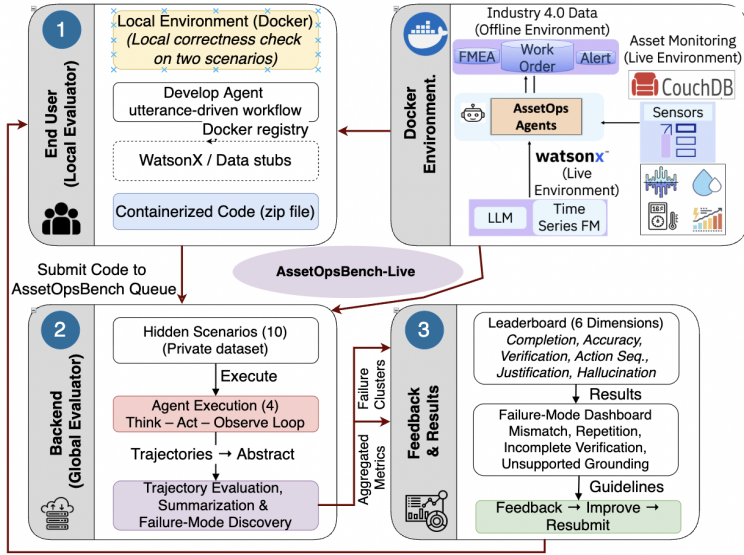 1
End User
(Local Evaluator)
Local Environment (Docker)
(Local correctness check
on two scenarios)
Develop Agent
utterance-driven workflow
Docker registry
WatsonX / Data stubs
Containerized Code (zip file)
Docker
Environment.
Industry 4.0 Data
(Offline Environment)
FMEA
Work
Order
Alert
Asset Monitoring
(Live Environment)
CouchDB
AssetOps
Agents
Sensors
watsonx
(Live
Environment)
LLM
Time
Series FM
Submit Code to
AssetOpsBench Queue
AssetOpsBench-Live
2
Backend
(Global Evaluator)
Hidden Scenarios (10)
(Private dataset)
Execute
Agent Execution (4)
Think – Act – Observe Loop
Trajectories → Abstract
Trajectory Evaluation,
Summarization &
Failure-Mode Discovery
Failure
Clusters
Aggregated
Metrics
3
Feedback
& Results
Leaderboard (6 Dimensions)
Completion, Accuracy,
Verification, Action Seq.,
Justification, Hallucination
Results
Failure-Mode Dashboard
Mismatch, Repetition,
Incomplete Verification,
Unsupported Grounding
Guidelines
Feedback → Improve →
Resubmit